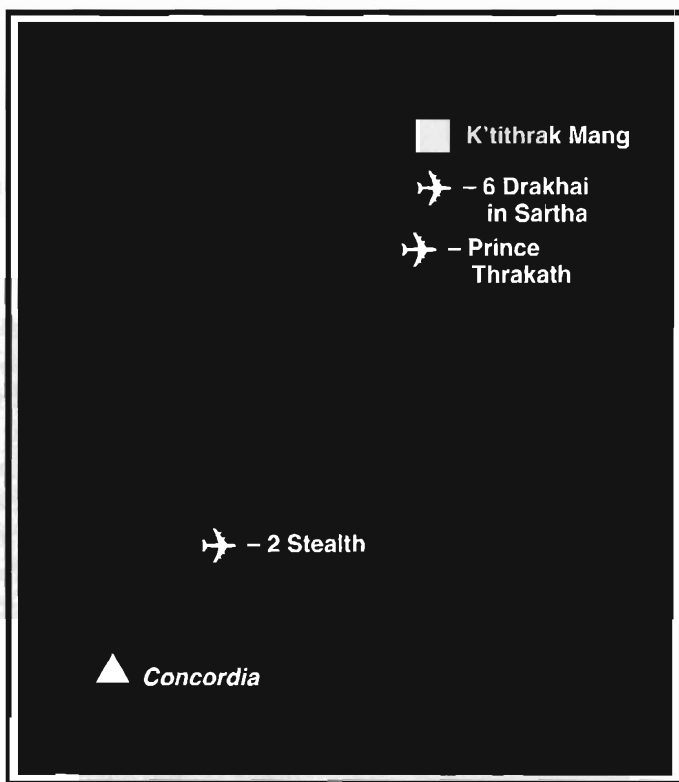 K'tithrak Mang
– 6 Drakhai
in Sartha
– Prince
Thrakath
– 2 Stealth
Concordia